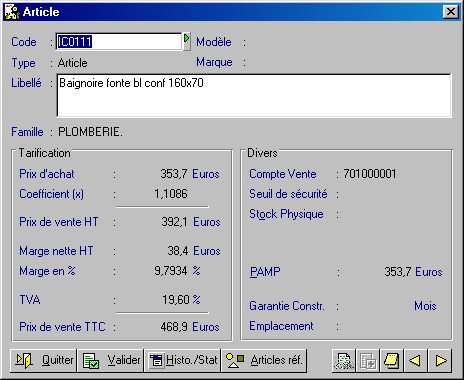 Article
Code : IC0111 Modèle :
Type : Article Marque :
Libellé : Baignoire fonte bl conf 160x70
Famille : PLOMBERIE.
Tarification
Prix d'achat : 353,7 Euros
Coefficient (x) : 1,1086
Prix de vente HT : 392,1 Euros
Marge nette HT : 38,4 Euros
Marge en % : 9,7934 %
TVA : 19,60 %
Prix de vente TTC : 468,9 Euros
Divers
Compte Vente : 701000001
Seuil de sécurité :
Stock Physique :
PAMP : 353,7 Euros
Garantie Constr. : Mois
Emplacement :
Quitter Valider Histo./Stat Articles réf.